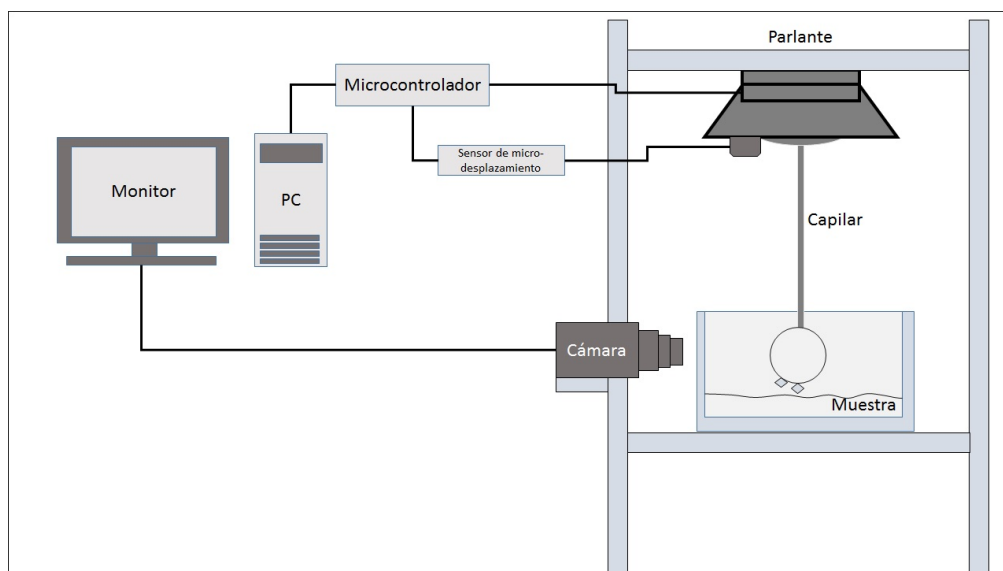 Parlante
Microcontrolador
Sensor de micro-
desplazamiento
Monitor
PC
Capilar
Cámara
Muestra